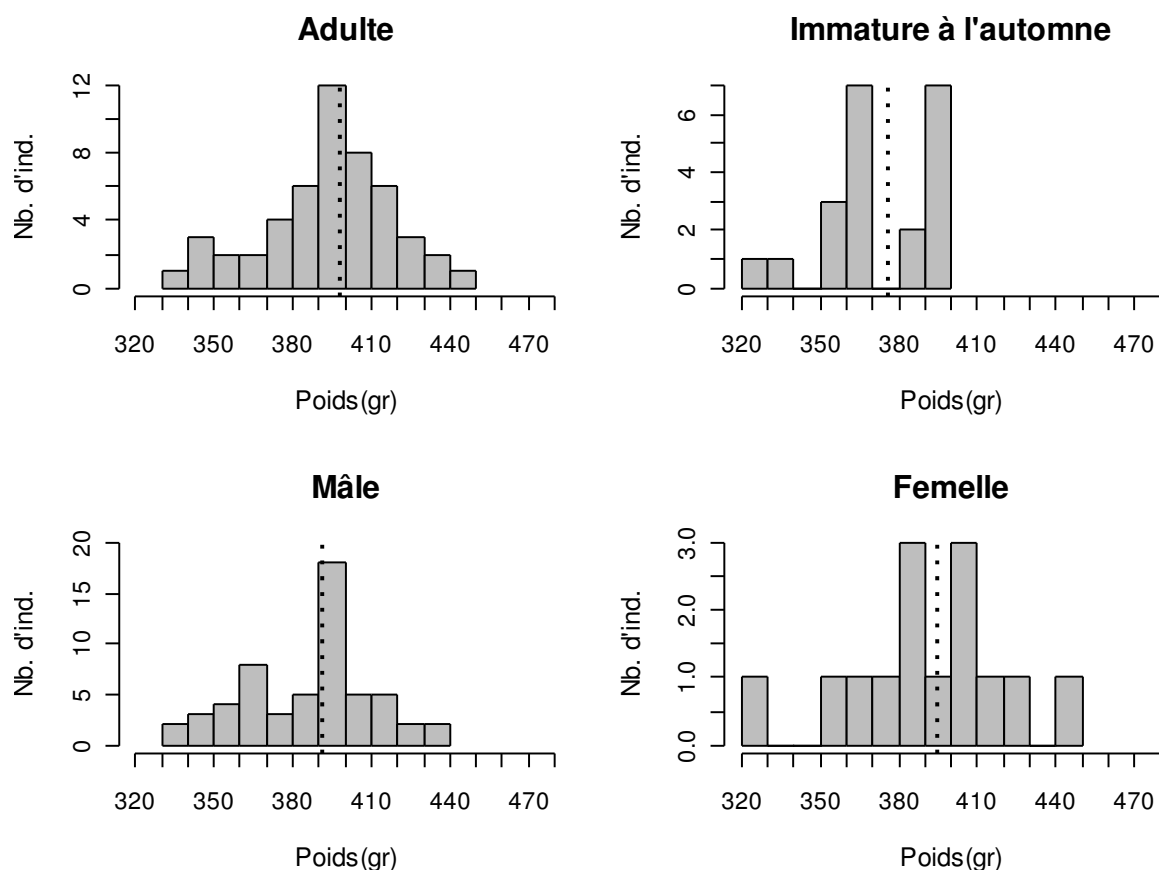 Adulte
Nb. d'ind.
0 4 8 12
320 350 380 410 440 470
Poids(gr)
Immature à l'automne
Nb. d'ind.
0 2 4 6
320 350 380 410 440 470
Poids(gr)
Mâle
Nb. d'ind.
0 5 10 15 20
320 350 380 410 440 470
Poids(gr)
Femelle
Nb. d'ind.
0.0 1.0 2.0 3.0
320 350 380 410 440 470
Poids(gr)